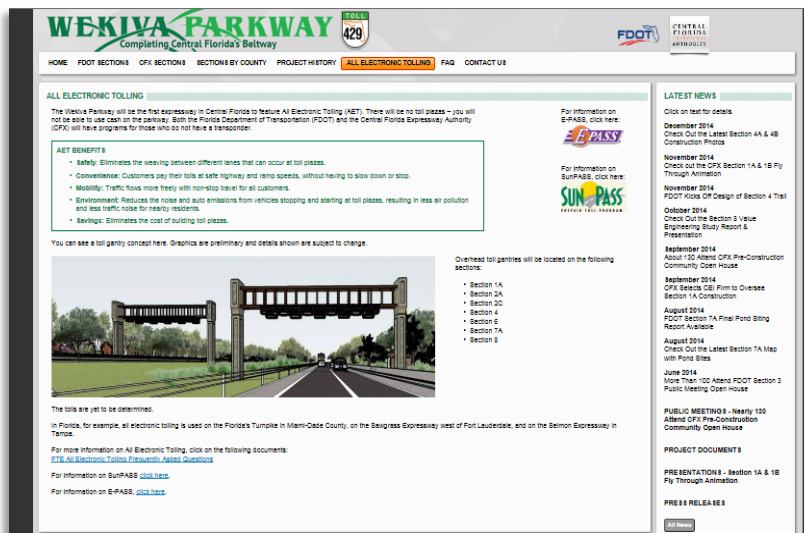 WEKIVA PARKWAY
Completing Central Florida's Beltway
TOLL
429
FDOT
CENTRAL
FLORIDA
EXPRESSWAY
AUTHORITY
HOME FDOT SECTIONS CFX SECTIONS SECTIONS BY COUNTY PROJECT HISTORY ALL ELECTRONIC TOLLING FAQ CONTACT US
ALL ELECTRONIC TOLLING
The Wekiva Parkway will be the first expressway in Central Florida to feature All Electronic Tolling (AET). There will be no toll plazas – you will
not be able to use cash on the parkway. Both the Florida Department of Transportation (FDOT) and the Central Florida Expressway Authority
(CFX) will have programs for those who do not have a transponder.
For information on
E-PASS, click here:
E PASS
AET BENEFITS
• Safety: Eliminates the weaving between different lanes that can occur at toll plazas.
• Convenience: Customers pay their tolls at safe highway and ramp speeds, without having to slow down or stop.
• Mobility: Traffic flows more freely with non-stop travel for all customers.
• Environment: Reduces the noise and auto emissions from vehicles stopping and starting at toll plazas, resulting in less air pollution
and less traffic noise for nearby residents.
• Savings: Eliminates the cost of building toll plazas.
For information on
SunPASS, click here:
SUN PASS
PREPAID TOLL PROGRAM
You can see a toll gantry concept here. Graphics are preliminary and details shown are subject to change.
Overhead toll gantries will be located on the following
sections:
• Section 1A
• Section 2A
• Section 2C
• Section 4
• Section 6
• Section 7A
• Section 8
The tolls are yet to be determined.
In Florida, for example, all electronic tolling is used on the Florida's Turnpike in Miami-Dade County, on the Sawgrass Expressway west of Fort Lauderdale, and on the Selmon Expressway in
Tampa.
For more information on All Electronic Tolling, click on the following documents:
FTE All Electronic Tolling Frequently Asked Questions
For information on SunPASS click here.
For information on E-PASS, click here.
LATEST NEWS
Click on text for details
December 2014
Check Out the Latest Section 4A & 4B
Construction Photos
November 2014
Check out the CFX Section 1A & 1B Fly
Through Animation
November 2014
FDOT Kicks Off Design of Section 4 Trail
October 2014
Check Out the Section 8 Value
Engineering Study Report &
Presentation
September 2014
About 130 Attend CFX Pre-Construction
Community Open House
September 2014
CFX Selects CEI Firm to Oversee
Section 1A Construction
August 2014
FDOT Section 7A Final Pond Siting
Report Available
August 2014
Check Out the Latest Section 7A Map
with Pond Sites
June 2014
More Than 100 Attend FDOT Section 3
Public Meeting Open House
PUBLIC MEETINGS - Nearly 130
Attend CFX Pre-Construction
Community Open House
PROJECT DOCUMENTS
PRESENTATIONS - Section 1A & 1B
Fly Through Animation
PRESS RELEASES
All News